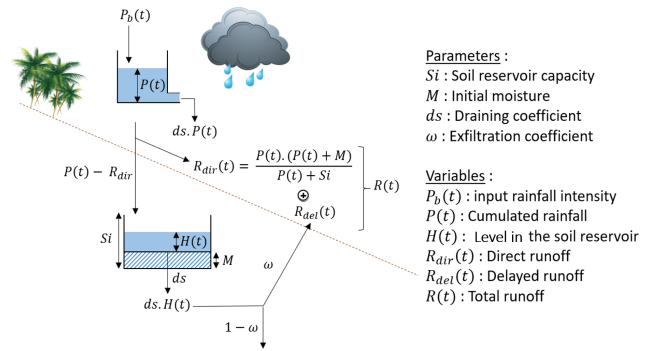 P_b(t)
P(t)
ds.P(t)
P(t) − R_dir
R_dir(t) = P(t).(P(t) + M) / P(t) + Si
⊕
R_del(t)
R(t)
Si
H(t)
M
ds
ds.H(t)
ω
1 − ω
Parameters :
Si : Soil reservoir capacity
M : Initial moisture
ds : Draining coefficient
ω : Exfiltration coefficient
Variables :
P_b(t) : input rainfall intensity
P(t) : Cumulated rainfall
H(t) : Level in the soil reservoir
R_dir(t) : Direct runoff
R_del(t) : Delayed runoff
R(t) : Total runoff